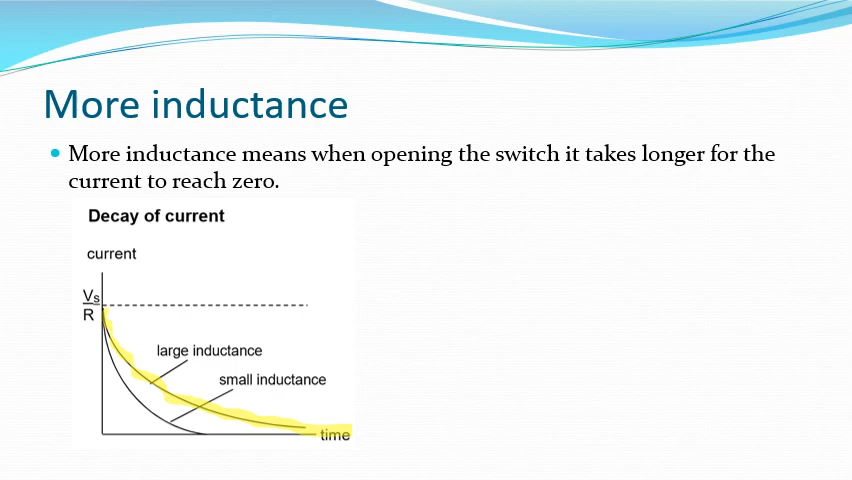 More inductance
More inductance means when opening the switch it takes longer for the
current to reach zero.
Decay of current
current
Vs
R
large inductance
small inductance
time